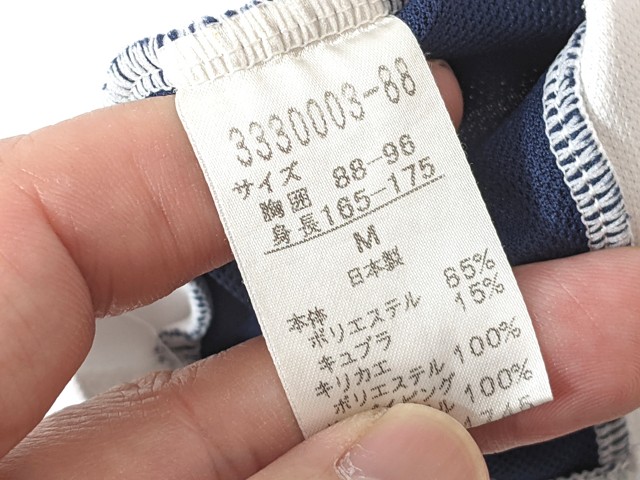 3330003-88
サイズ
胸囲 88-96
身長165-175
M
日本製
本体
ポリエステル 85%
キュプラ 15%
キリカエ
ポリエステル 100%
100%